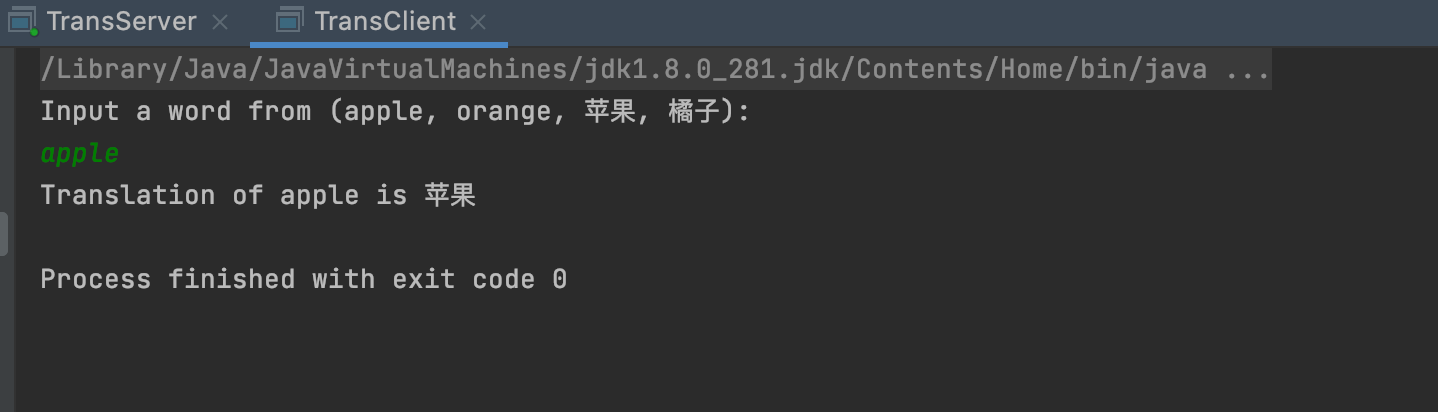 TransServer TransClient
/Library/Java/JavaVirtualMachines/jdk1.8.0_281.jdk/Contents/Home/bin/java ...
Input a word from (apple, orange, 苹果, 橘子):
apple
Translation of apple is 苹果
Process finished with exit code 0